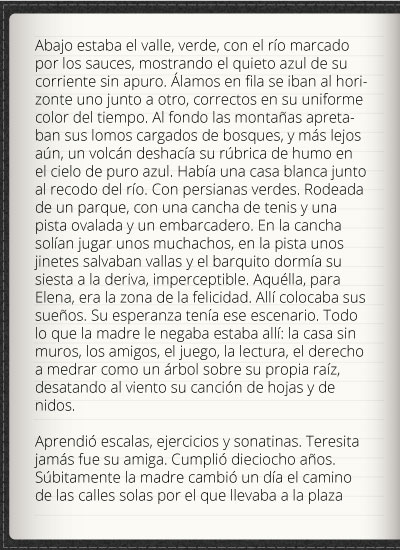 Abajo estaba el valle, verde, con el río marcado
por los sauces, mostrando el quieto azul de su
corriente sin apuro. Álamos en fila se iban al hori-
zonte uno junto a otro, correctos en su uniforme
color del tiempo. Al fondo las montañas apreta-
ban sus lomos cargados de bosques, y más lejos
aún, un volcán deshacía su rúbrica de humo en
el cielo de puro azul. Había una casa blanca junto
al recodo del río. Con persianas verdes. Rodeada
de un parque, con una cancha de tenis y una
pista ovalada y un embarcadero. En la cancha
solían jugar unos muchachos, en la pista unos
jinetes salvaban vallas y el barquito dormía su
siesta a la deriva, imperceptible. Aquélla, para
Elena, era la zona de la felicidad. Allí colocaba sus
sueños. Su esperanza tenía ese escenario. Todo
lo que la madre le negaba estaba allí: la casa sin
muros, los amigos, el juego, la lectura, el derecho
a medrar como un árbol sobre su propia raíz,
desatando al viento su canción de hojas y de
nidos.
Aprendió escalas, ejercicios y sonatinas. Teresita
jamás fue su amiga. Cumplió dieciocho años.
Súbitamente la madre cambió un día el camino
de las calles solas por el que llevaba a la plaza